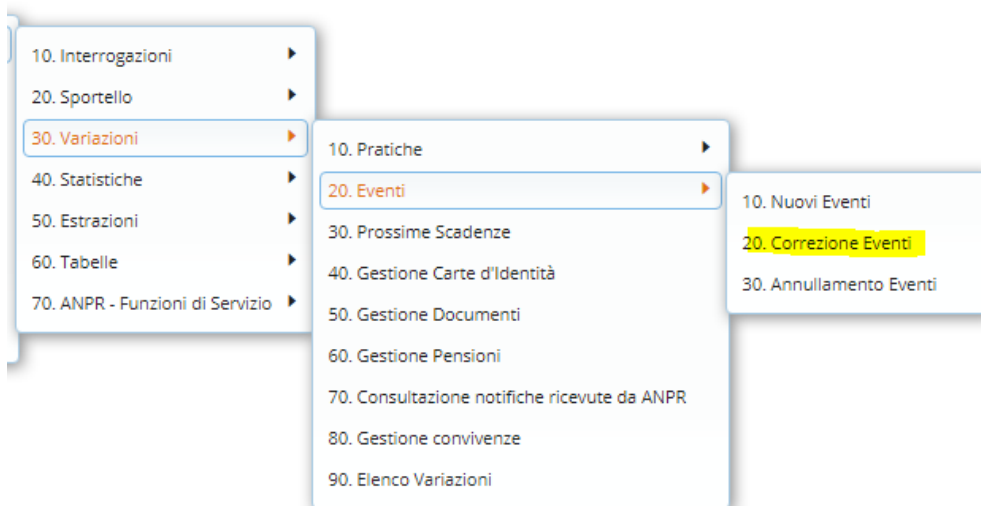 10. Interrogazioni
20. Sportello
30. Variazioni
40. Statistiche
50. Estrazioni
60. Tabelle
70. ANPR - Funzioni di Servizio
10. Pratiche
20. Eventi
30. Prossime Scadenze
40. Gestione Carte d'Identità
50. Gestione Documenti
60. Gestione Pensioni
70. Consultazione notifiche ricevute da ANPR
80. Gestione convivenze
90. Elenco Variazioni
10. Nuovi Eventi
20. Correzione Eventi
30. Annullamento Eventi